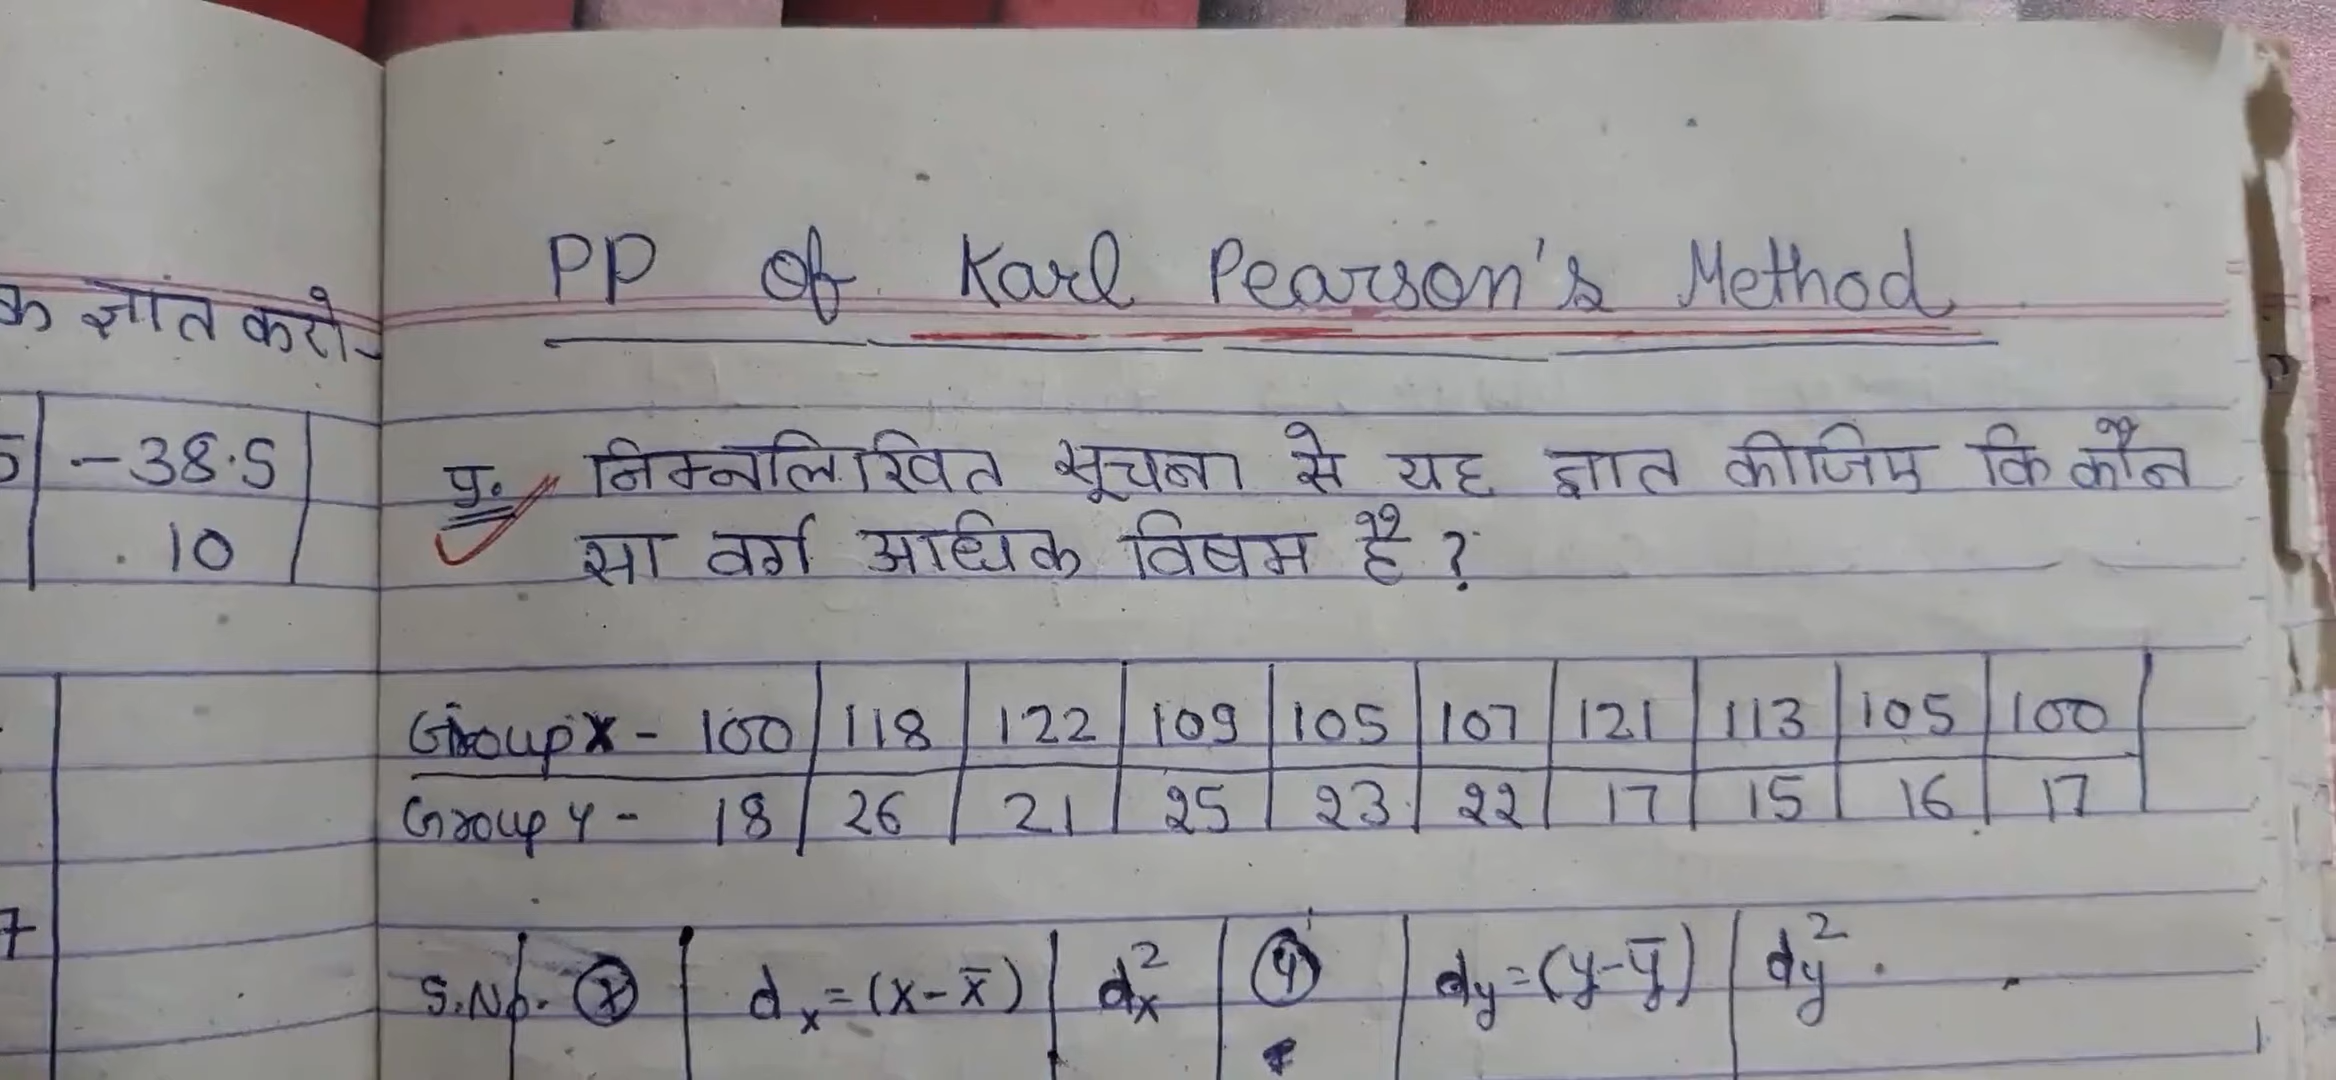 क ज्ञात करो-
5 | -38.5
10
7
PP of Karl Pearson's Method
प्र. निम्नलिखित सूचना से यह ज्ञात कीजिए कि कौन
सा वर्ग अधिक विषम है ?
Group X - 100 | 118 | 122 | 109 | 105 | 107 | 121 | 113 | 105 | 100
Group Y - 18 | 26 | 21 | 25 | 23 | 22 | 17 | 15 | 16 | 17
S.No. | X | dx = (x - x̄) | dx² | y | dy = (y - ȳ) | dy²